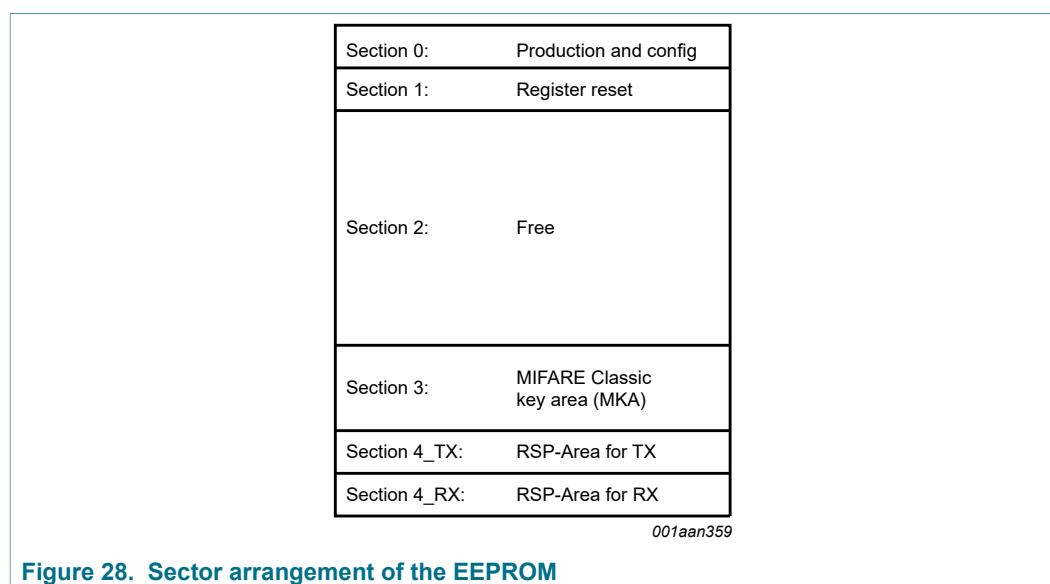 Section 0: Production and config
Section 1: Register reset
Section 2: Free
Section 3: MIFARE Classic
key area (MKA)
Section 4_TX: RSP-Area for TX
Section 4_RX: RSP-Area for RX
001aan359
Figure 28. Sector arrangement of the EEPROM